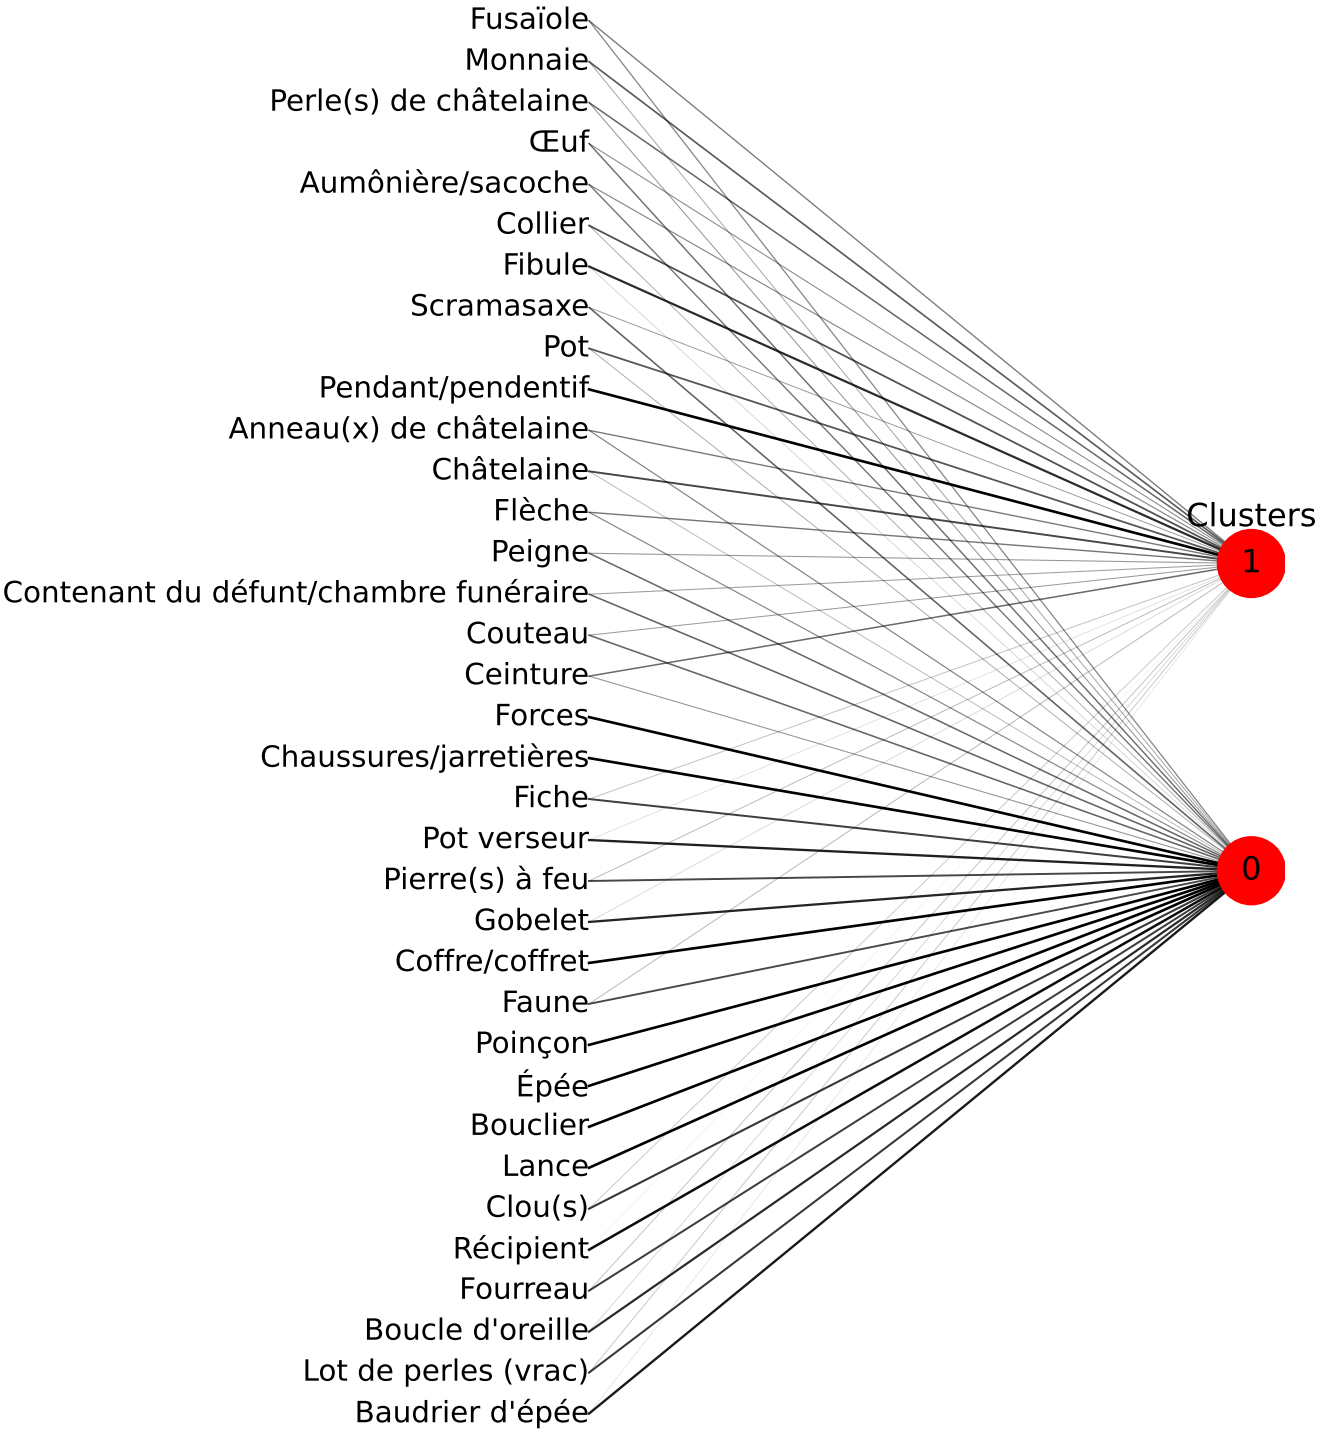 Fusaïole
Monnaie
Perle(s) de châtelaine
Œuf
Aumônière/sacoche
Collier
Fibule
Scramasaxe
Pot
Pendant/pendentif
Anneau(x) de châtelaine
Châtelaine
Flèche
Peigne
Contenant du défunt/chambre funéraire
Couteau
Ceinture
Forces
Chaussures/jarretières
Fiche
Pot verseur
Pierre(s) à feu
Gobelet
Coffre/coffret
Faune
Poinçon
Épée
Bouclier
Lance
Clou(s)
Récipient
Fourreau
Boucle d'oreille
Lot de perles (vrac)
Baudrier d'épée
Clusters
1
0